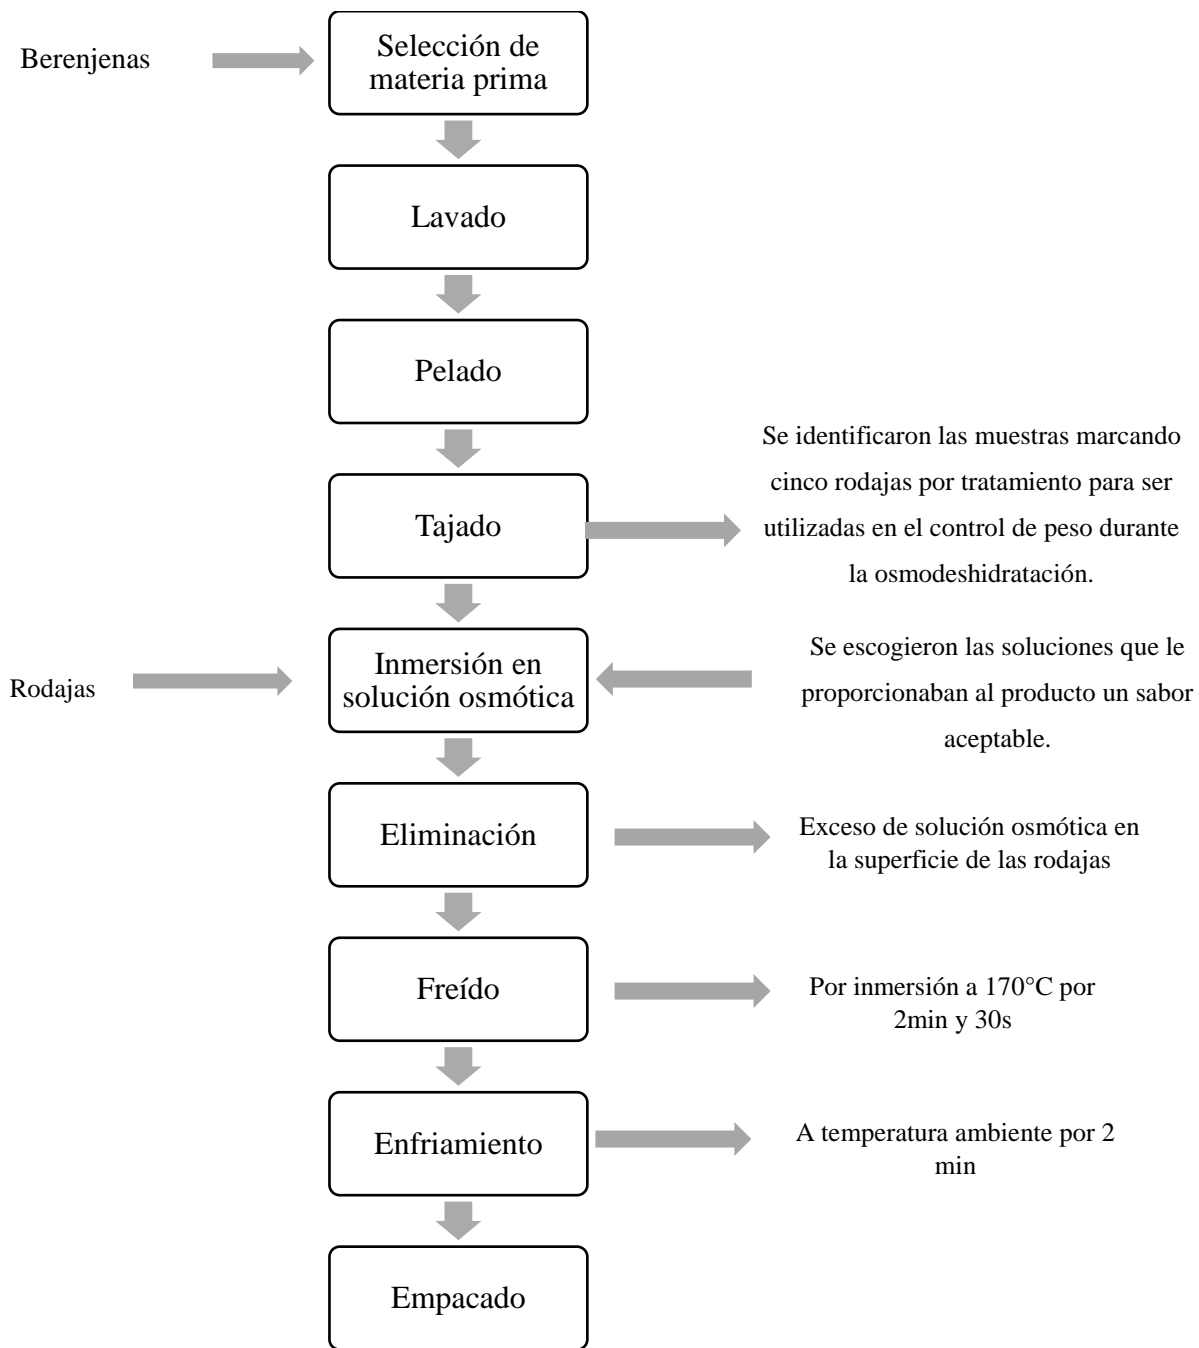 Berenjenas
Selección de
materia prima
Lavado
Pelado
Tajado
Se identificaron las muestras marcando
cinco rodajas por tratamiento para ser
utilizadas en el control de peso durante
la osmodeshidratación.
Rodajas
Inmersión en
solución osmótica
Se escogieron las soluciones que le
proporcionaban al producto un sabor
aceptable.
Eliminación
Exceso de solución osmótica en
la superficie de las rodajas
Freído
Por inmersión a 170°C por
2min y 30s
Enfriamiento
A temperatura ambiente por 2
min
Empacado